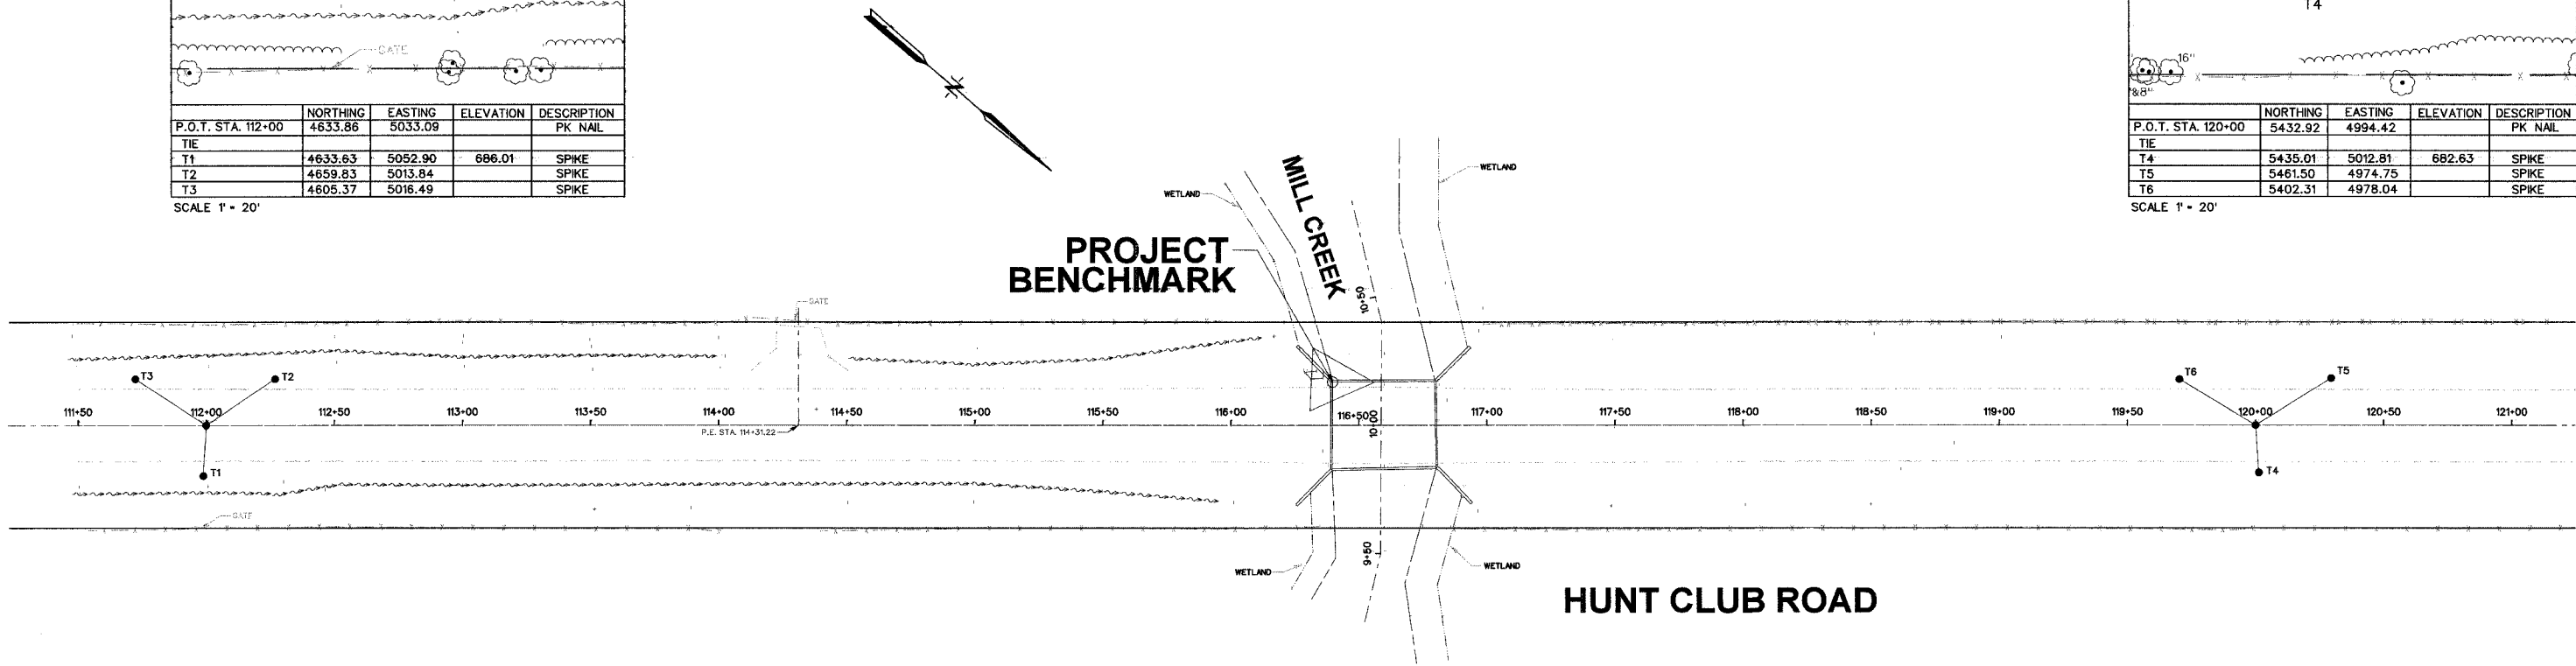 GATE
NORTHING EASTING ELEVATION DESCRIPTION
P.O.T. STA. 112+00 4633.86 5033.09 PK NAIL
TIE
T1 4633.63 5052.90 686.01 SPIKE
T2 4659.83 5013.84 SPIKE
T3 4605.37 5016.49 SPIKE
SCALE 1' = 20'
N
T4
16"
"&8"
NORTHING EASTING ELEVATION DESCRIPTION
P.O.T. STA. 120+00 5432.92 4994.42 PK NAIL
TIE
T4 5435.01 5012.81 682.63 SPIKE
T5 5461.50 4974.75 SPIKE
T6 5402.31 4978.04 SPIKE
SCALE 1' = 20'
WETLAND
WETLAND
MILL CREEK
PROJECT
BENCHMARK
GATE
10+50
T3
T2
T6
T5
111+50 112+00 112+50 113+00 113+50 114+00 114+50 115+00 115+50 116+00 116+50 117+00 117+50 118+00 118+50 119+00 119+50 120+00 120+50 121+00
10+00
P.E. STA. 114+31.22
T1
T4
GATE
9+50
WETLAND
WETLAND
HUNT CLUB ROAD